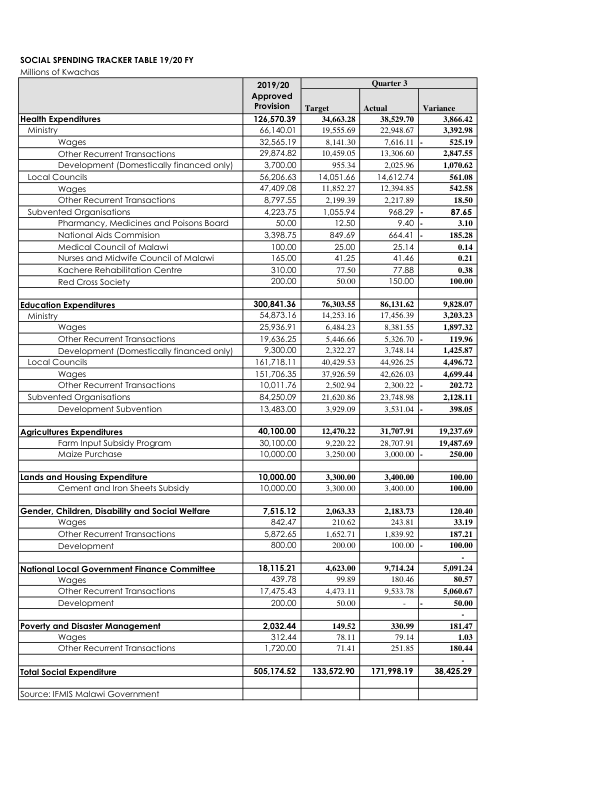 SOCIAL SPENDING TRACKER TABLE 19/20 FY
Millions of Kwachas
2019/20 Approved Provision Quarter 3
Target Actual Variance
Health Expenditures 126,570.39 34,663.28 38,529.70 3,866.42
Ministry 66,140.01 19,555.69 22,948.67 3,392.98
Wages 32,565.19 8,141.30 7,616.11 - 525.19
Other Recurrent Transactions 29,874.82 10,459.05 13,306.60 2,847.55
Development (Domestically financed only) 3,700.00 955.34 2,025.96 1,070.62
Local Councils 56,206.63 14,051.66 14,612.74 561.08
Wages 47,409.08 11,852.27 12,394.85 542.58
Other Recurrent Transactions 8,797.55 2,199.39 2,217.89 18.50
Subvented Organisations 4,223.75 1,055.94 968.29 - 87.65
Pharmancy, Medicines and Poisons Board 50.00 12.50 9.40 - 3.10
National Aids Commision 3,398.75 849.69 664.41 - 185.28
Medical Council of Malawi 100.00 25.00 25.14 0.14
Nurses and Midwife Council of Malawi 165.00 41.25 41.46 0.21
Kachere Rehabilitation Centre 310.00 77.50 77.88 0.38
Red Cross Society 200.00 50.00 150.00 100.00
Education Expenditures 300,841.36 76,303.55 86,131.62 9,828.07
Ministry 54,873.16 14,253.16 17,456.39 3,203.23
Wages 25,936.91 6,484.23 8,381.55 1,897.32
Other Recurrent Transactions 19,636.25 5,446.66 5,326.70 - 119.96
Development (Domestically financed only) 9,300.00 2,322.27 3,748.14 1,425.87
Local Councils 161,718.11 40,429.53 44,926.25 4,496.72
Wages 151,706.35 37,926.59 42,626.03 4,699.44
Other Recurrent Transactions 10,011.76 2,502.94 2,300.22 - 202.72
Subvented Organisations 84,250.09 21,620.86 23,748.98 2,128.11
Development Subvention 13,483.00 3,929.09 3,531.04 - 398.05
Agricultures Expenditures 40,100.00 12,470.22 31,707.91 19,237.69
Farm Input Subsidy Program 30,100.00 9,220.22 28,707.91 19,487.69
Maize Purchase 10,000.00 3,250.00 3,000.00 - 250.00
Lands and Housing Expenditure 10,000.00 3,300.00 3,400.00 100.00
Cement and Iron Sheets Subsidy 10,000.00 3,300.00 3,400.00 100.00
Gender, Children, Disability and Social Welfare 7,515.12 2,063.33 2,183.73 120.40
Wages 842.47 210.62 243.81 33.19
Other Recurrent Transactions 5,872.65 1,652.71 1,839.92 187.21
Development 800.00 200.00 100.00 - 100.00
-
National Local Government Finance Committee 18,115.21 4,623.00 9,714.24 5,091.24
Wages 439.78 99.89 180.46 80.57
Other Recurrent Transactions 17,475.43 4,473.11 9,533.78 5,060.67
Development 200.00 50.00 - - 50.00
-
Poverty and Disaster Management 2,032.44 149.52 330.99 181.47
Wages 312.44 78.11 79.14 1.03
Other Recurrent Transactions 1,720.00 71.41 251.85 180.44
-
Total Social Expenditure 505,174.52 133,572.90 171,998.19 38,425.29
Source: IFMIS Malawi Government